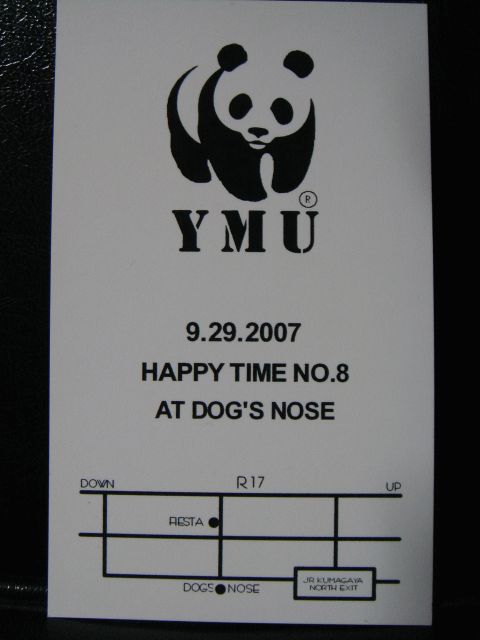 ®
YMU
9.29.2007
HAPPY TIME NO.8
AT DOG'S NOSE
DOWN R17 UP
FIESTA
DOGS NOSE
JR KUMAGAYA
NORTH EXIT